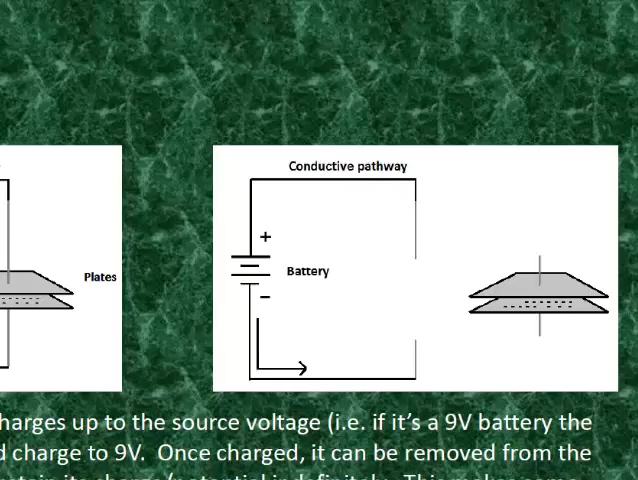 Conductive pathway
+
Battery
−
Plates
harges up to the source voltage (i.e. if it's a 9V battery the
d charge to 9V.  Once charged, it can be removed from the